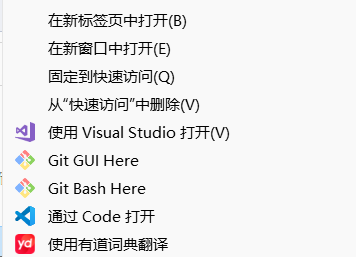 在新标签页中打开(B)
在新窗口中打开(E)
固定到快速访问(Q)
从“快速访问”中删除(V)
使用 Visual Studio 打开(V)
Git GUI Here
Git Bash Here
通过 Code 打开
yd 使用有道词典翻译